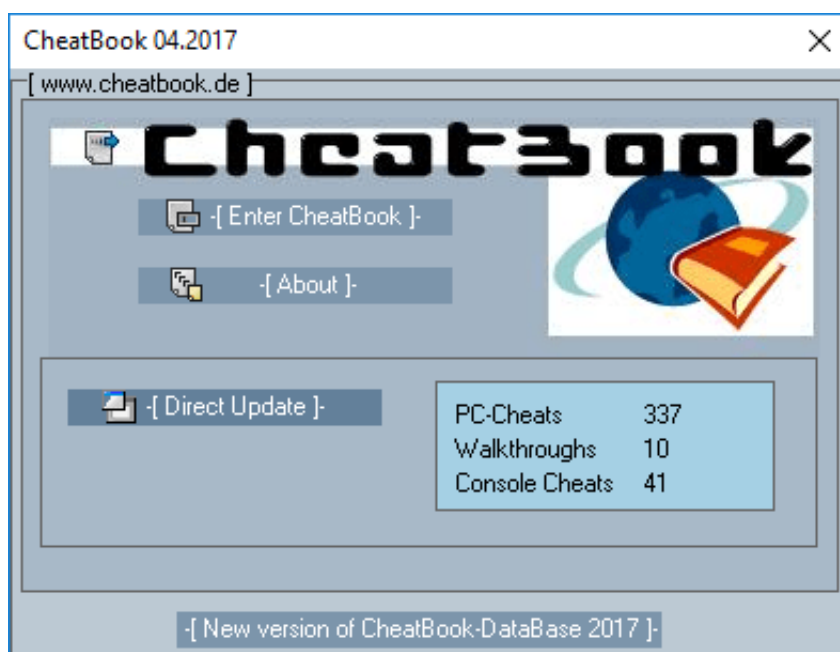 CheatBook 04.2017
-[ www.cheatbook.de ]
CheatBook
-[ Enter CheatBook ]-
-[ About ]-
-[ Direct Update ]-
PC-Cheats 337
Walkthroughs 10
Console Cheats 41
-[ New version of CheatBook-DataBase 2017 ]-